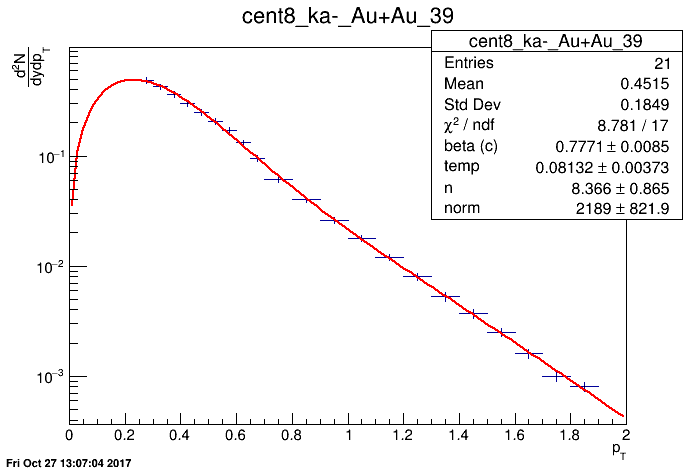 cent8_ka-_Au+Au_39
cent8_ka-_Au+Au_39
Entries 21
Mean 0.4515
Std Dev 0.1849
χ² / ndf 8.781 / 17
beta (c) 0.7771 ± 0.0085
temp 0.08132 ± 0.00373
n 8.366 ± 0.865
norm 2189 ± 821.9
d²N
dydp_T
10⁻¹
10⁻²
10⁻³
0 0.2 0.4 0.6 0.8 1 1.2 1.4 1.6 1.8 2
p_T
Fri Oct 27 13:07:04 2017